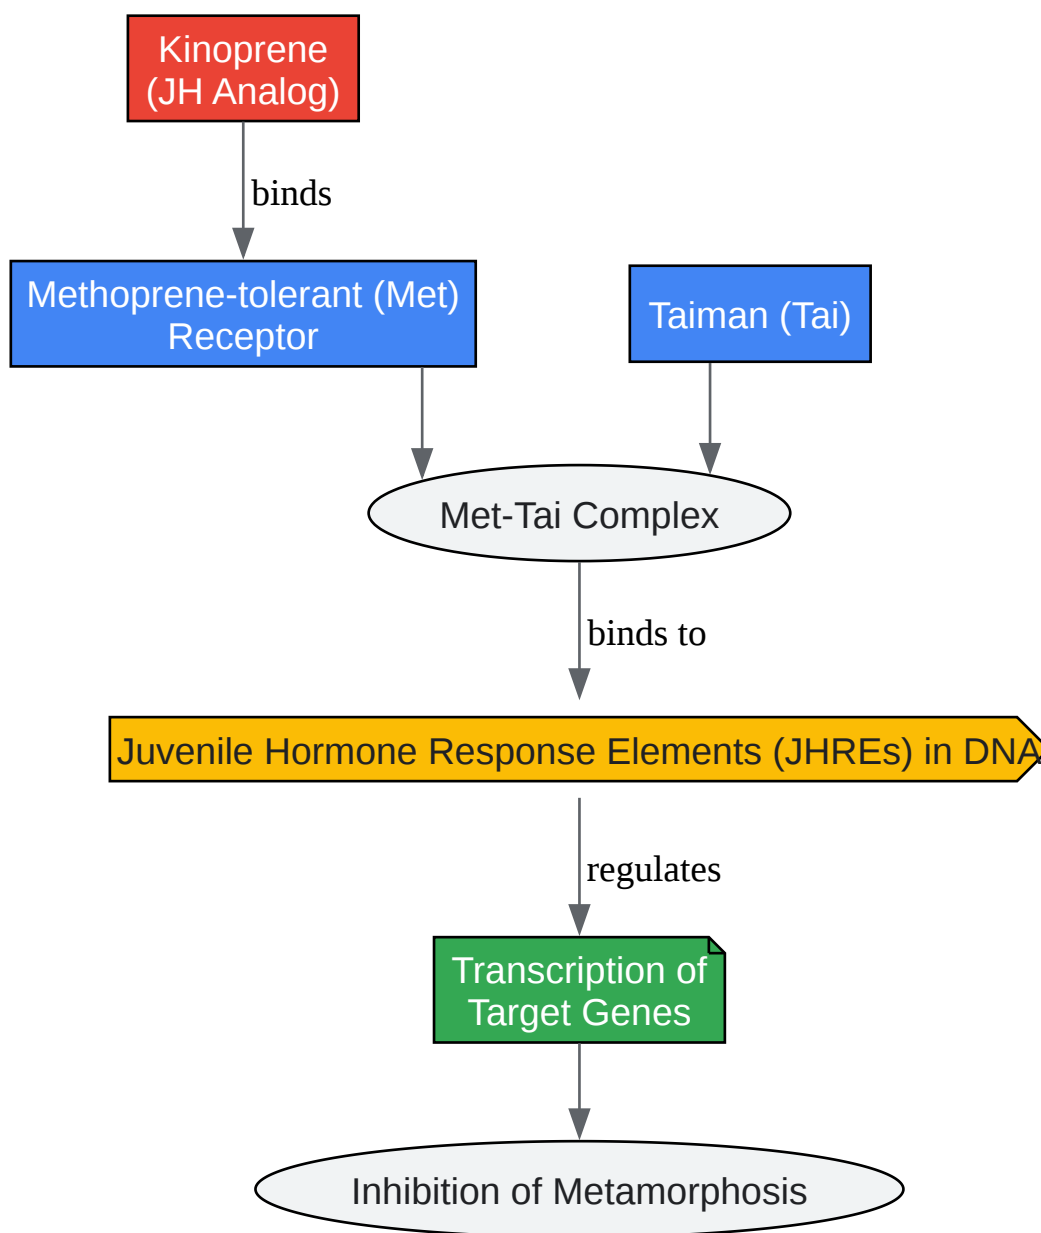 Kinoprene
(JH Analog)
binds
Methoprene-tolerant (Met)
Receptor
Taiman (Tai)
Met-Tai Complex
binds to
Juvenile Hormone Response Elements (JHREs) in DNA
regulates
Transcription of
Target Genes
Inhibition of Metamorphosis